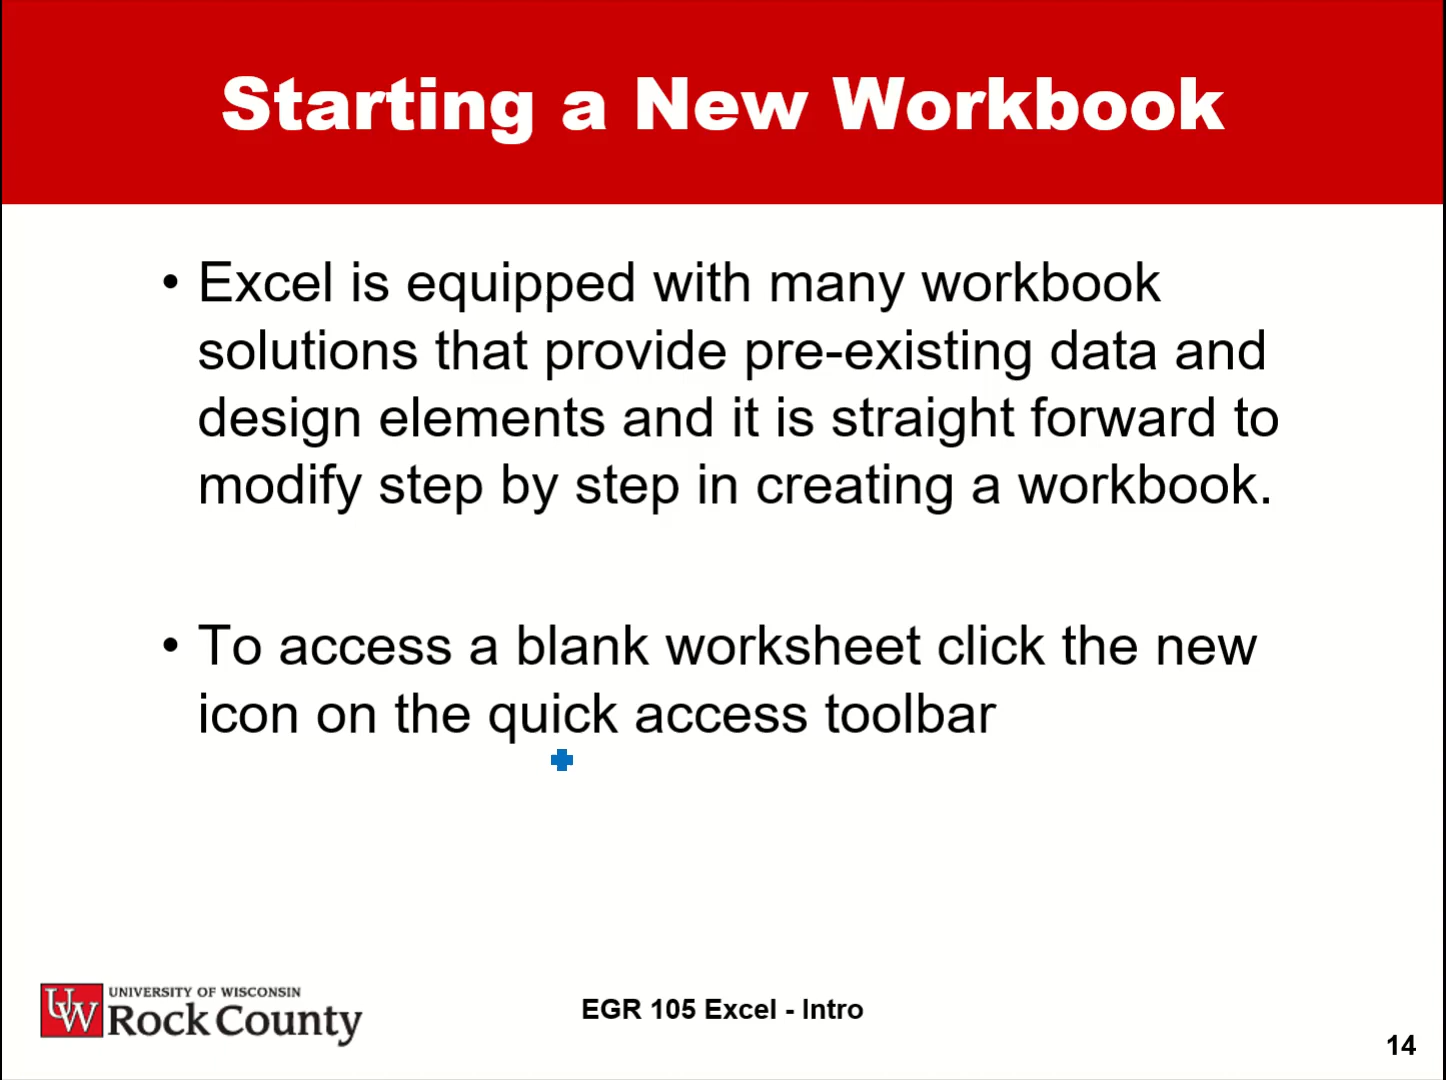 Starting a New Workbook
• Excel is equipped with many workbook
solutions that provide pre-existing data and
design elements and it is straight forward to
modify step by step in creating a workbook.
• To access a blank worksheet click the new
icon on the quick access toolbar
UW
UNIVERSITY OF WISCONSIN
Rock County
EGR 105 Excel - Intro
14